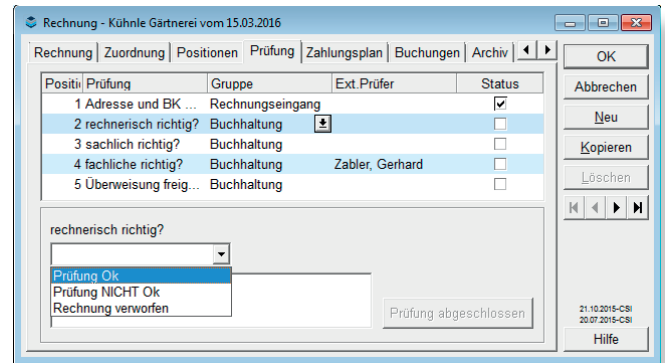 Rechnung - Kühnle Gärtnerei vom 15.03.2016
Rechnung Zuordnung Positionen Prüfung Zahlungsplan Buchungen Archiv
OK
Abbrechen
Neu
Kopieren
Löschen
Positi Prüfung Gruppe Ext.Prüfer Status
1 Adresse und BK ... Rechnungseingang
2 rechnerisch richtig? Buchhaltung
3 sachlich richtig? Buchhaltung
4 fachliche richtig? Buchhaltung Zabler, Gerhard
5 Überweisung freig... Buchhaltung
rechnerisch richtig?
Prüfung Ok
Prüfung NICHT Ok
Rechnung verworfen
Prüfung abgeschlossen
21.10.2015-CSI
20.07.2015-CSI
Hilfe